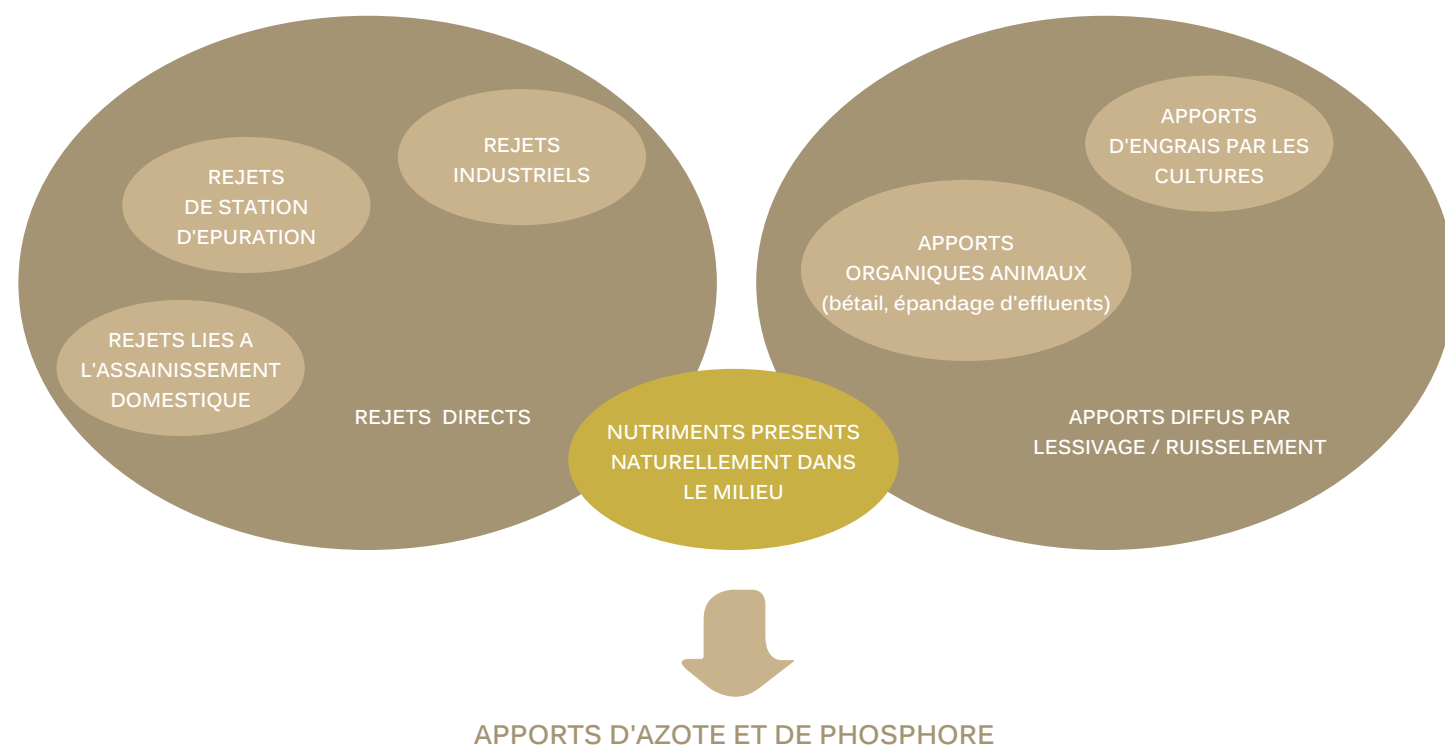 REJETS
INDUSTRIELS
REJETS
DE STATION
D'EPURATION
REJETS LIES A
L'ASSAINISSEMENT
DOMESTIQUE
REJETS DIRECTS
APPORTS
D'ENGRAIS PAR LES
CULTURES
APPORTS
ORGANIQUES ANIMAUX
(bétail, épandage d'effluents)
APPORTS DIFFUS PAR
LESSIVAGE / RUISSELEMENT
NUTRIMENTS PRESENTS
NATURELLEMENT DANS
LE MILIEU
APPORTS D'AZOTE ET DE PHOSPHORE